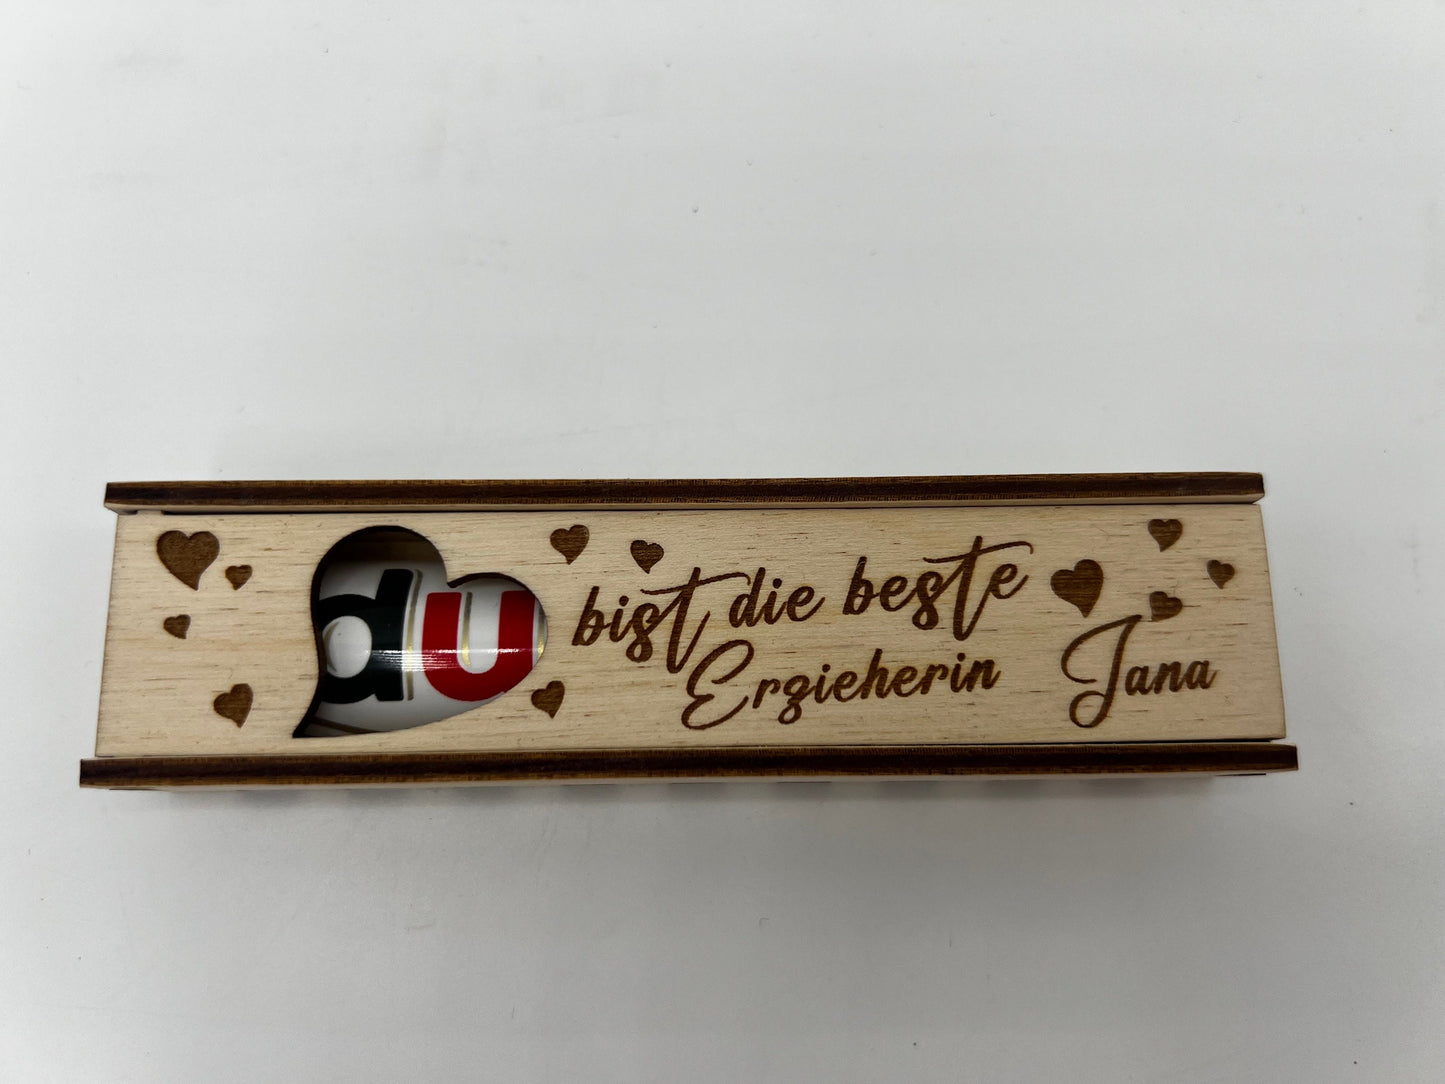 du bist die beste
Erzieherin Jana